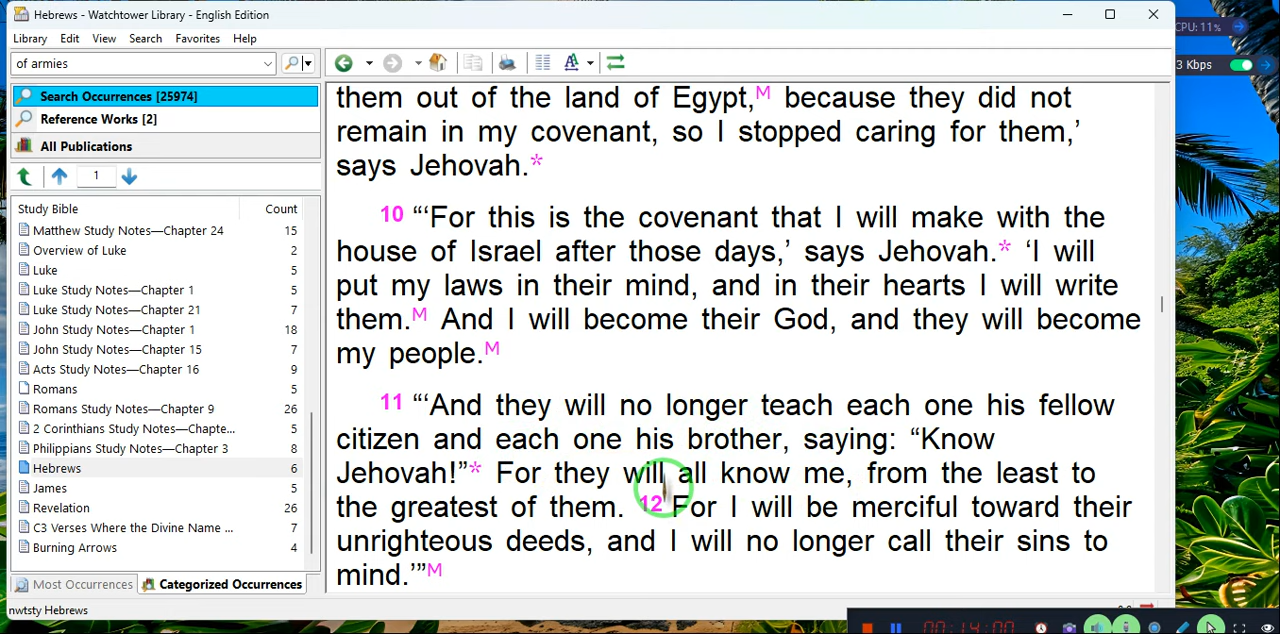 Hebrews - Watchtower Library - English Edition
Library Edit View Search Favorites Help
of armies
Search Occurrences [25974]
Reference Works [2]
All Publications
1
Study Bible Count
Matthew Study Notes—Chapter 24 15
Overview of Luke 2
Luke 5
Luke Study Notes—Chapter 1 5
Luke Study Notes—Chapter 21 7
John Study Notes—Chapter 1 18
John Study Notes—Chapter 15 7
Acts Study Notes—Chapter 16 9
Romans 5
Romans Study Notes—Chapter 9 26
2 Corinthians Study Notes—Chapte... 5
Philippians Study Notes—Chapter 3 8
Hebrews 6
James 5
Revelation 26
C3 Verses Where the Divine Name ... 7
Burning Arrows 4
Most Occurrences Categorized Occurrences
nwtsty Hebrews
them out of the land of Egypt,M because they did not
remain in my covenant, so I stopped caring for them,’
says Jehovah.*
10 “‘For this is the covenant that I will make with the
house of Israel after those days,’ says Jehovah.* ‘I will
put my laws in their mind, and in their hearts I will write
them.M And I will become their God, and they will become
my people.M
11 “‘And they will no longer teach each one his fellow
citizen and each one his brother, saying: “Know
Jehovah!”* For they will all know me, from the least to
the greatest of them. 12 For I will be merciful toward their
unrighteous deeds, and I will no longer call their sins to
mind.’”M
CPU: 11%
3 Kbps
00:14:00